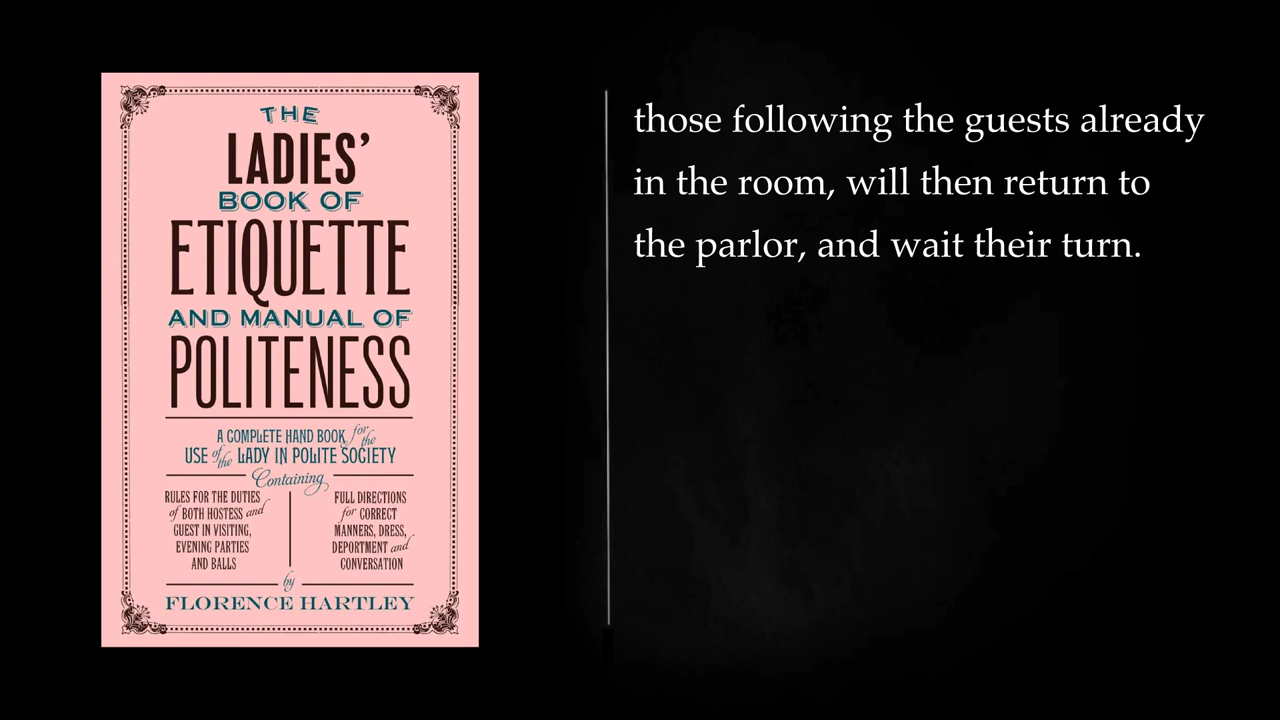 THE
LADIES’
BOOK OF
ETIQUETTE
AND MANUAL OF
POLITENESS
A COMPLETE HAND BOOK for the
USE of the LADY IN POLITE SOCIETY
Containing
RULES FOR THE DUTIES
of BOTH HOSTESS and
GUEST IN VISITING,
EVENING PARTIES
AND BALLS
FULL DIRECTIONS
for CORRECT
MANNERS, DRESS,
DEPORTMENT and
CONVERSATION
by
FLORENCE HARTLEY
those following the guests already
in the room, will then return to
the parlor, and wait their turn.